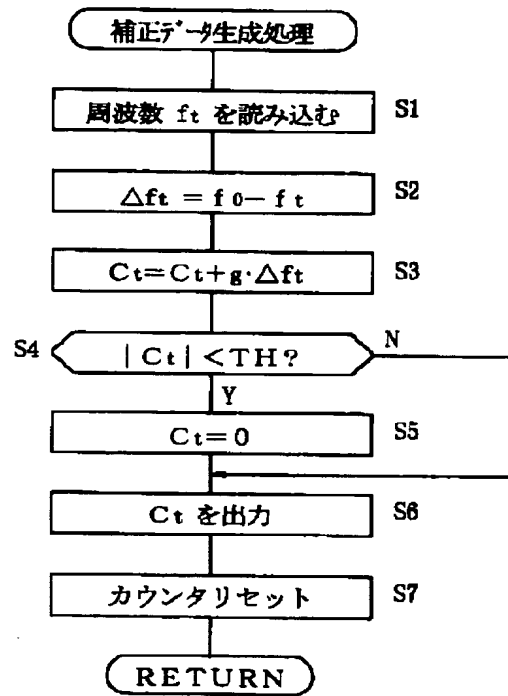 補正ﾃﾞｰﾀ生成処理
周波数 ft を読み込む S1
△ft = f0－ft S2
Ct=Ct+g·△ft S3
S4 |Ct|<TH? N
Y
Ct=0 S5
Ct を出力 S6
カウンタリセット S7
RETURN